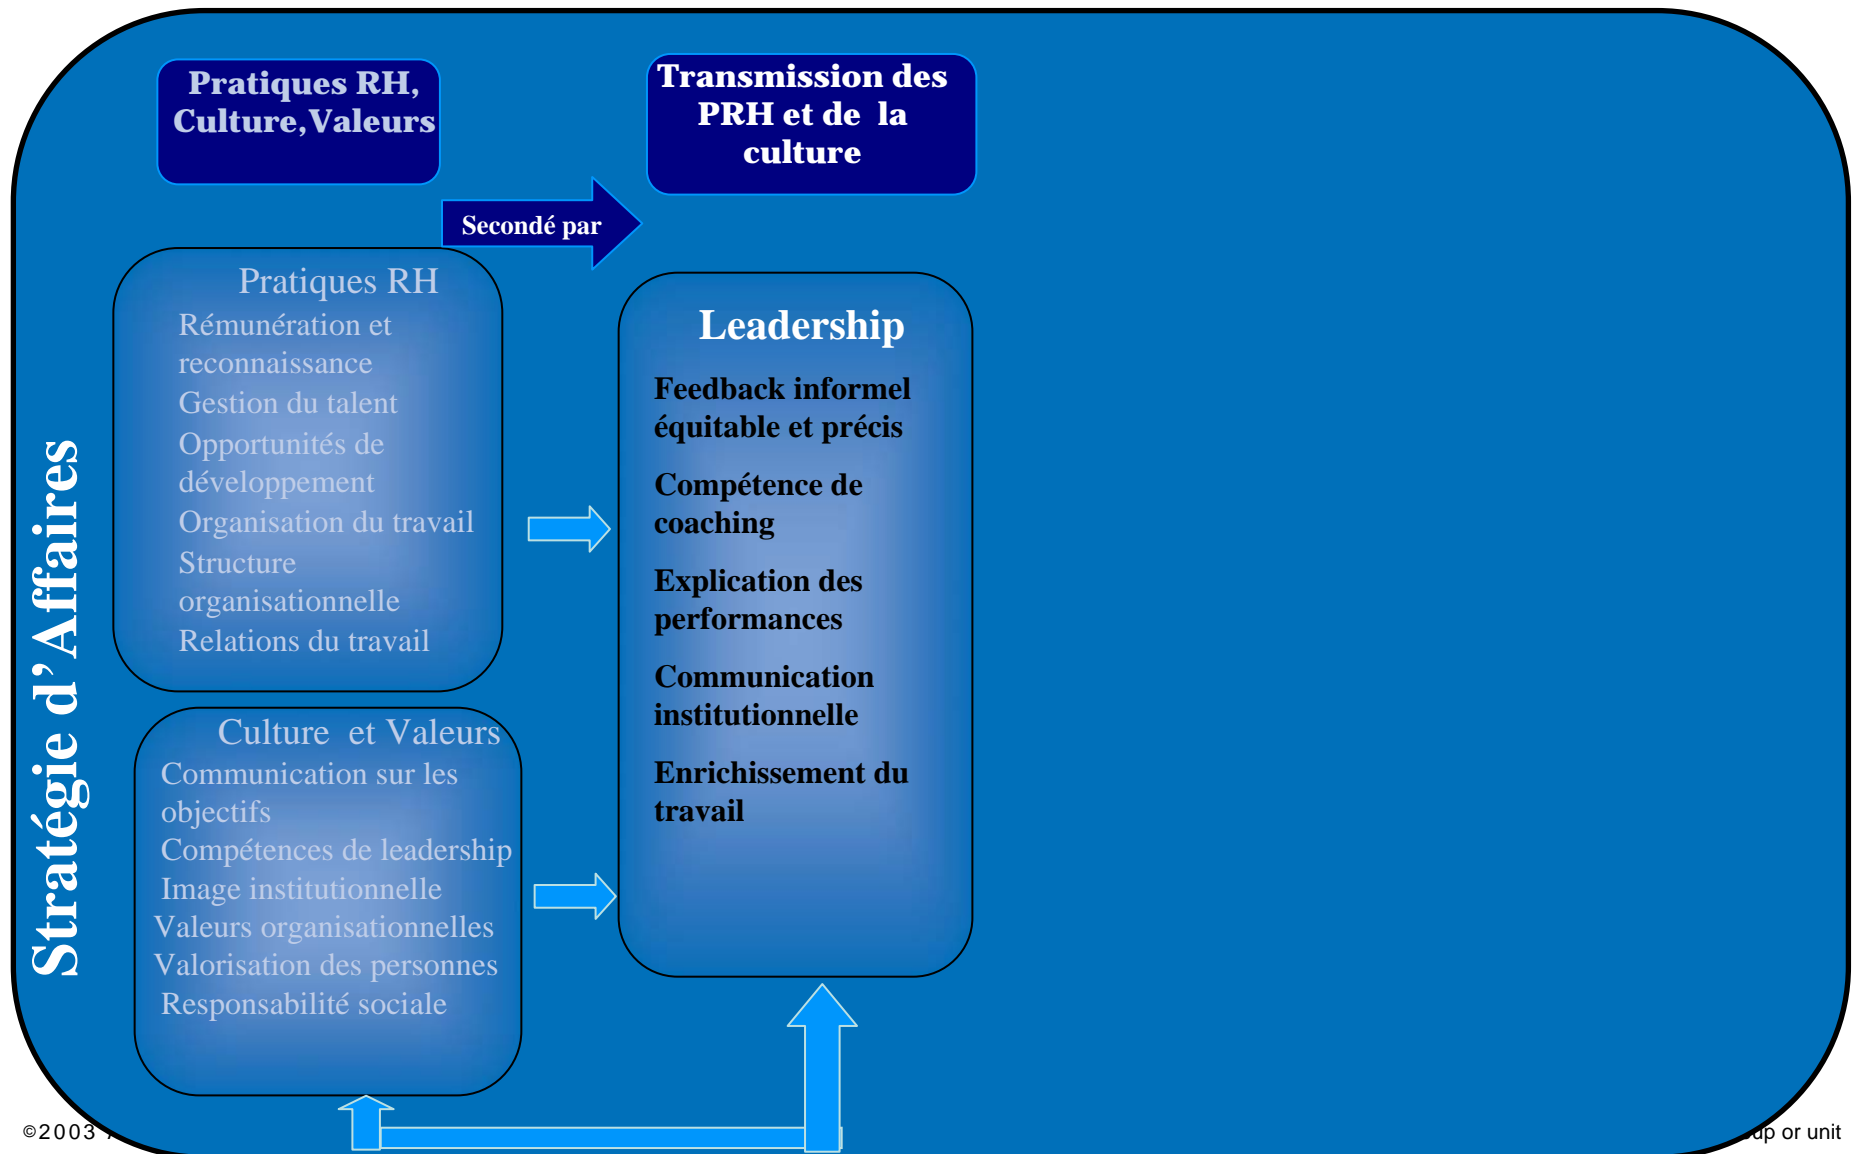 Pratiques RH,
Culture,Valeurs
Transmission des
PRH et de la
culture
Secondé par
Stratégie d'Affaires
Pratiques RH
Rémunération et
reconnaissance
Gestion du talent
Opportunités de
développement
Organisation du travail
Structure
organisationnelle
Relations du travail
Culture et Valeurs
Communication sur les
objectifs
Compétences de leadership
Image institutionnelle
Valeurs organisationnelles
Valorisation des personnes
Responsabilité sociale
Leadership
Feedback informel
équitable et précis
Compétence de
coaching
Explication des
performances
Communication
institutionnelle
Enrichissement du
travail
©2003
or unit